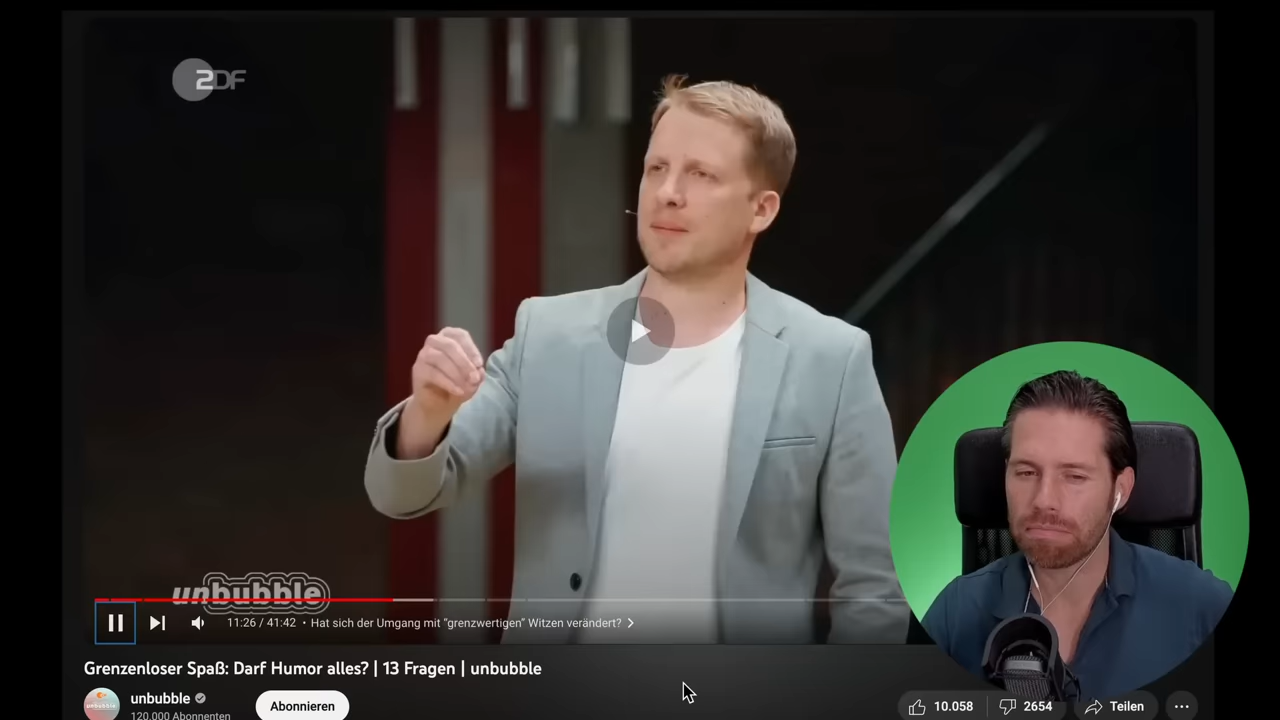 2DF
unbubble
11:26 / 41:42 • Hat sich der Umgang mit "grenzwertigen" Witzen verändert?
Grenzenloser Spaß: Darf Humor alles? | 13 Fragen | unbubble
unbubble
120.000 Abonnenten
Abonnieren
10.058
2654
Teilen